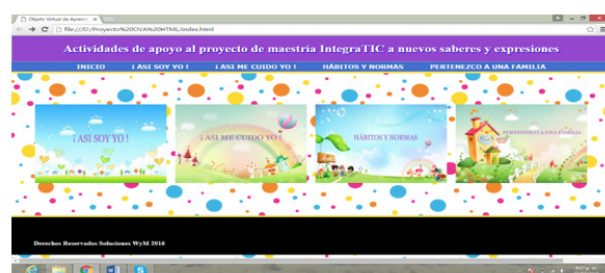 Objeto Virtual de Aprendi
file:///D:/Proyecto%20OVA%20HTML/index.html
Actividades de apoyo al proyecto de maestria IntegraTIC a nuevos saberes y expresiones
INICIO ¡ ASI SOY YO ! ¡ ASI ME CUIDO YO ! HÁBITOS Y NORMAS PERTENEZCO A UNA FAMILIA
¡ ASI SOY YO !
¡ ASI ME CUIDO YO !
HÁBITOS Y NORMAS
PERTENEZCO A UNA FAMILIA
Derechos Reservados Soluciones WyM 2016